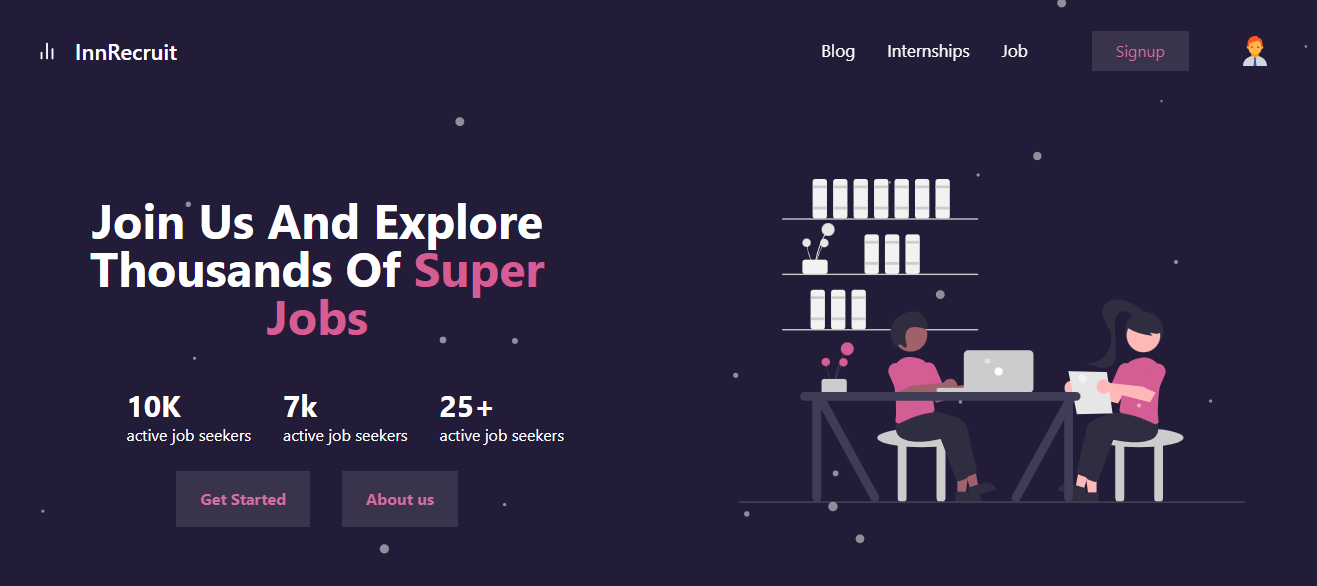 InnRecruit
Blog
Internships
Job
Signup
Join Us And Explore
Thousands Of Super
Jobs
10K
7k
25+
active job seekers
active job seekers
active job seekers
Get Started
About us